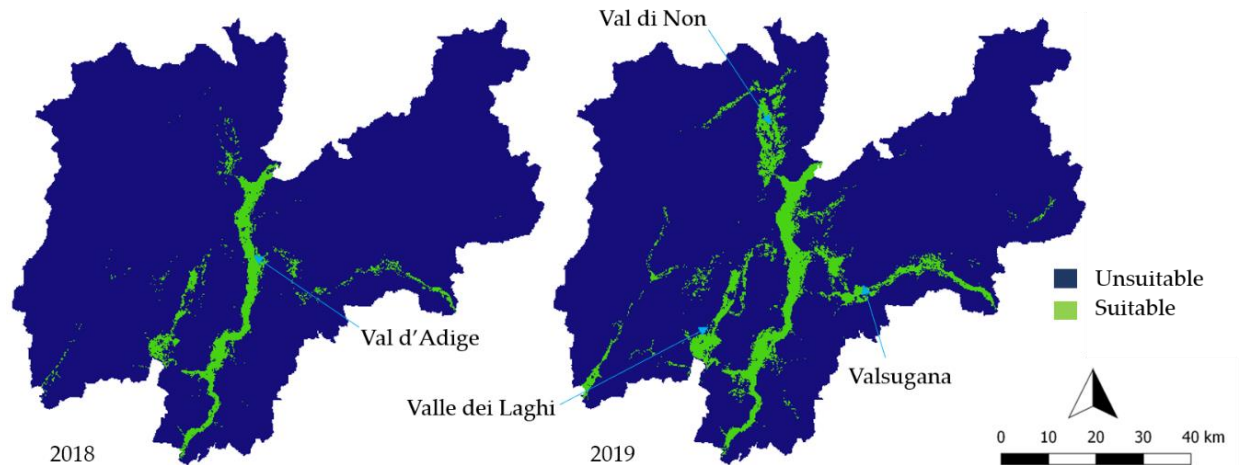 Val di Non
Val d’Adige
Valle dei Laghi
Valsugana
Unsuitable
Suitable
2018
2019
0 10 20 30 40 km